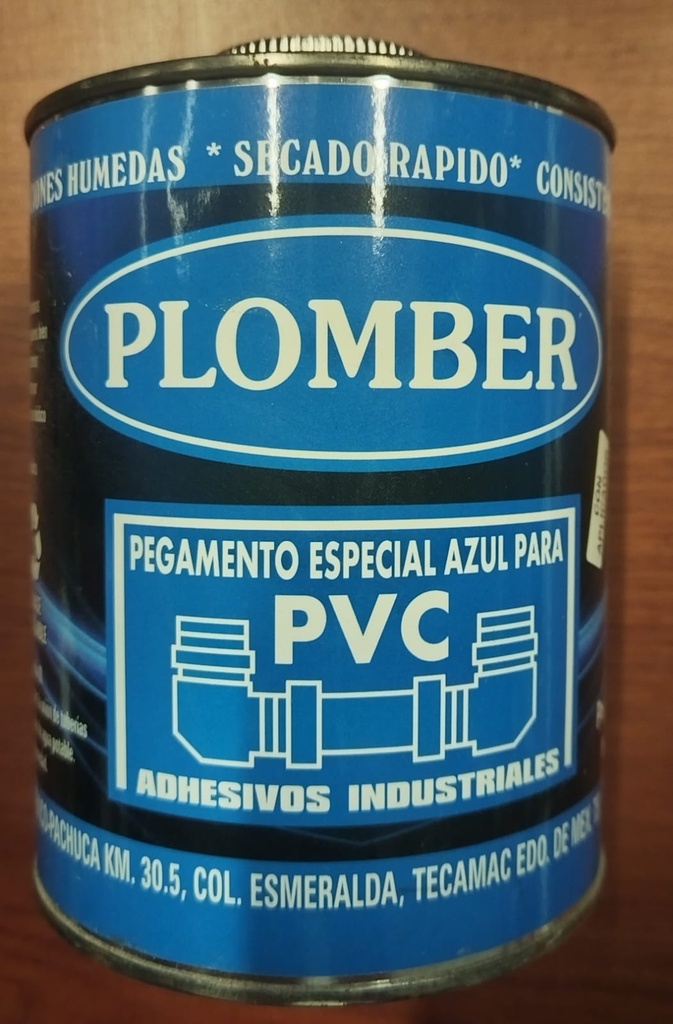 HUMEDAS * SECADO RAPIDO*
PLOMBER
CON
PEGAMENTO ESPECIAL AZUL PARA
PVC
ADHESIVOS INDUSTRIALES
PACHUCA KM. 30.5, COL. ESMERALDA, TECAMAC EDO. DE MEX.